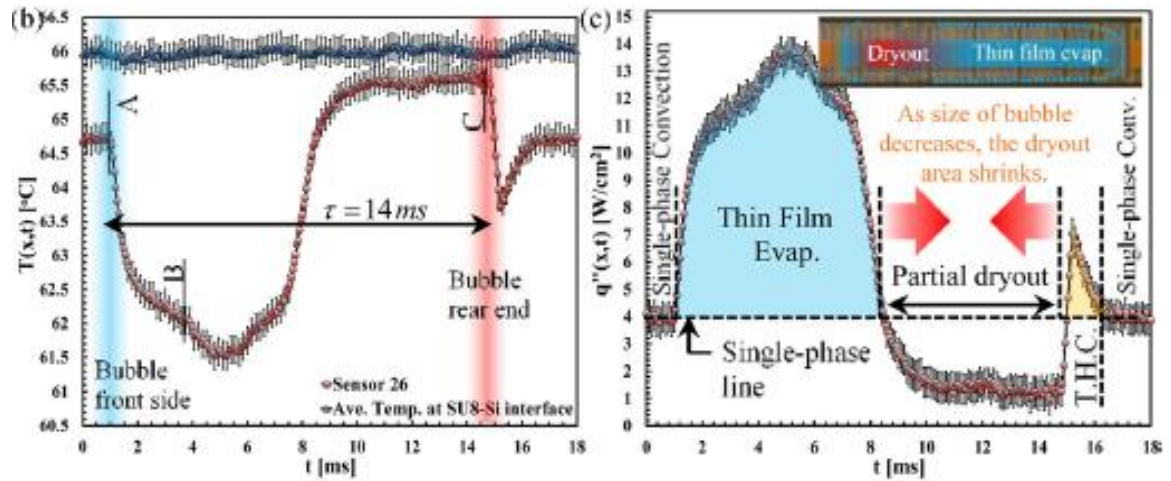 (b)
66.5
66
65.5
65
64.5
64
63.5
63
62.5
62
61.5
61
60.5
T(x,t) [°C]
A
B
C
τ = 14 ms
Bubble
front side
Bubble
rear end
Sensor 26
Ave. Temp. at SU8-Si interface
0 2 4 6 8 10 12 14 16 18
t [ms]
(c)
15
14
13
12
11
10
9
8
7
6
5
4
3
2
1
0
q"(x,t) [W/cm²]
Single-phase Convection
Dryout
Thin film evap.
As size of bubble
decreases, the dryout
area shrinks.
Thin Film
Evap.
Partial dryout
Single-phase
line
T.H.C.
Single-phase Conv.
0 2 4 6 8 10 12 14 16 18
t [ms]